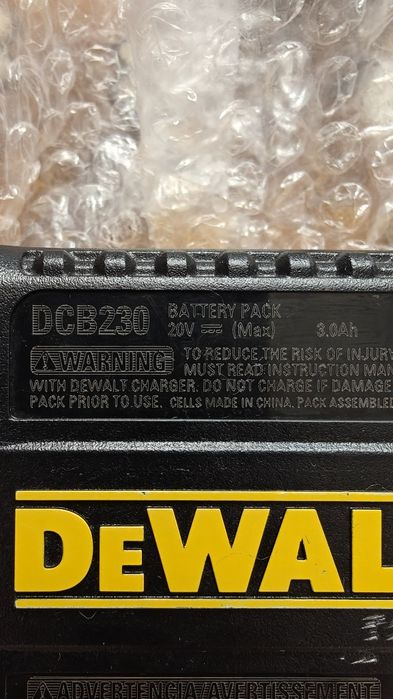 DCB230
BATTERY PACK
20V ⎓ (Max) 3.0Ah
⚠WARNING TO REDUCE THE RISK OF INJURY
MUST READ INSTRUCTION MAN
WITH DEWALT CHARGER. DO NOT CHARGE IF DAMAGE
PACK PRIOR TO USE. CELLS MADE IN CHINA. PACK ASSEMBLED
DEWAL
⚠ADVERTENCIA/AVERTISSEMENT